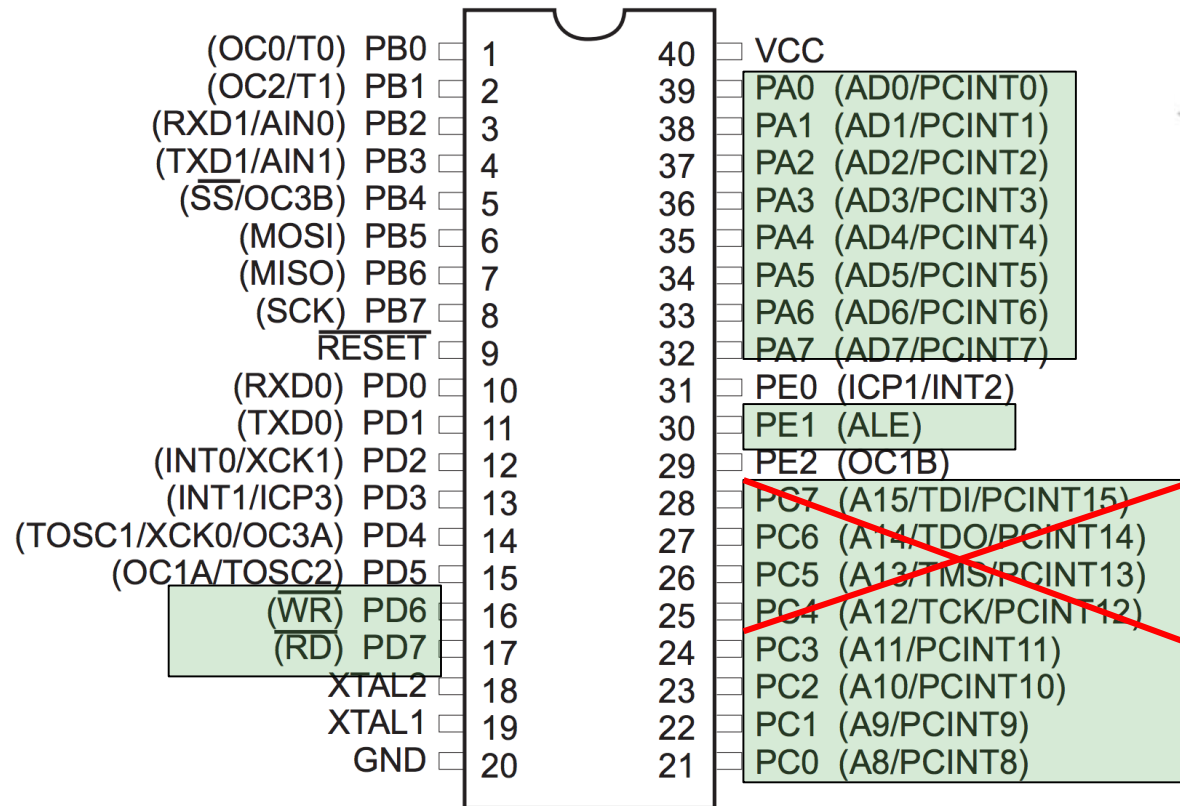 (OC0/T0) PB0 1 40 VCC
(OC2/T1) PB1 2 39 PA0 (AD0/PCINT0)
(RXD1/AIN0) PB2 3 38 PA1 (AD1/PCINT1)
(TXD1/AIN1) PB3 4 37 PA2 (AD2/PCINT2)
(S̅S̅/OC3B) PB4 5 36 PA3 (AD3/PCINT3)
(MOSI) PB5 6 35 PA4 (AD4/PCINT4)
(MISO) PB6 7 34 PA5 (AD5/PCINT5)
(SCK) PB7 8 33 PA6 (AD6/PCINT6)
R̅E̅S̅E̅T̅ 9 32 PA7 (AD7/PCINT7)
(RXD0) PD0 10 31 PE0 (ICP1/INT2)
(TXD0) PD1 11 30 PE1 (ALE)
(INT0/XCK1) PD2 12 29 PE2 (OC1B)
(INT1/ICP3) PD3 13 28 PC7 (A15/TDI/PCINT15)
(TOSC1/XCK0/OC3A) PD4 14 27 PC6 (A14/TDO/PCINT14)
(OC1A/TOSC2) PD5 15 26 PC5 (A13/TMS/PCINT13)
(W̅R̅) PD6 16 25 PC4 (A12/TCK/PCINT12)
(R̅D̅) PD7 17 24 PC3 (A11/PCINT11)
XTAL2 18 23 PC2 (A10/PCINT10)
XTAL1 19 22 PC1 (A9/PCINT9)
GND 20 21 PC0 (A8/PCINT8)